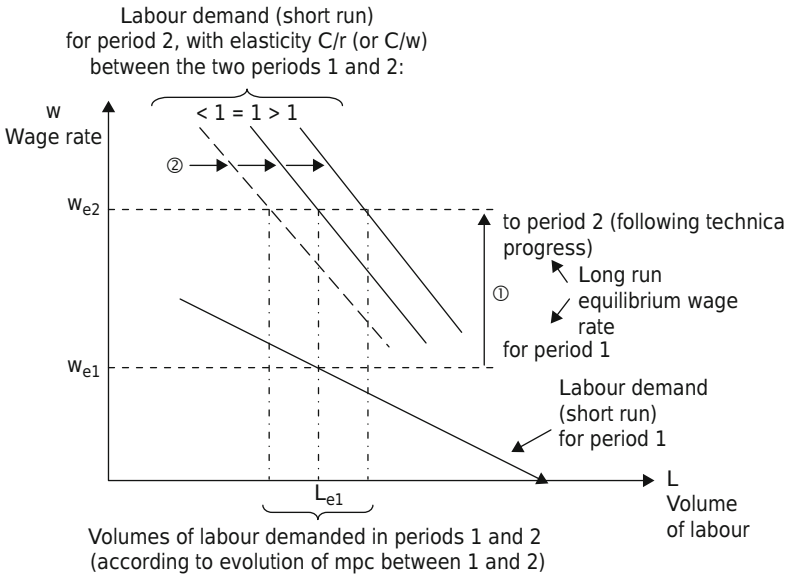 Labour demand (short run)
for period 2, with elasticity C/r (or C/w)
between the two periods 1 and 2:
< 1 = 1 > 1
w
Wage rate
②
we2
to period 2 (following technica
progress)
①
Long run
equilibrium wage
rate
for period 1
we1
Labour demand
(short run)
for period 1
Le1
L
Volume
of labour
Volumes of labour demanded in periods 1 and 2
(according to evolution of mpc between 1 and 2)